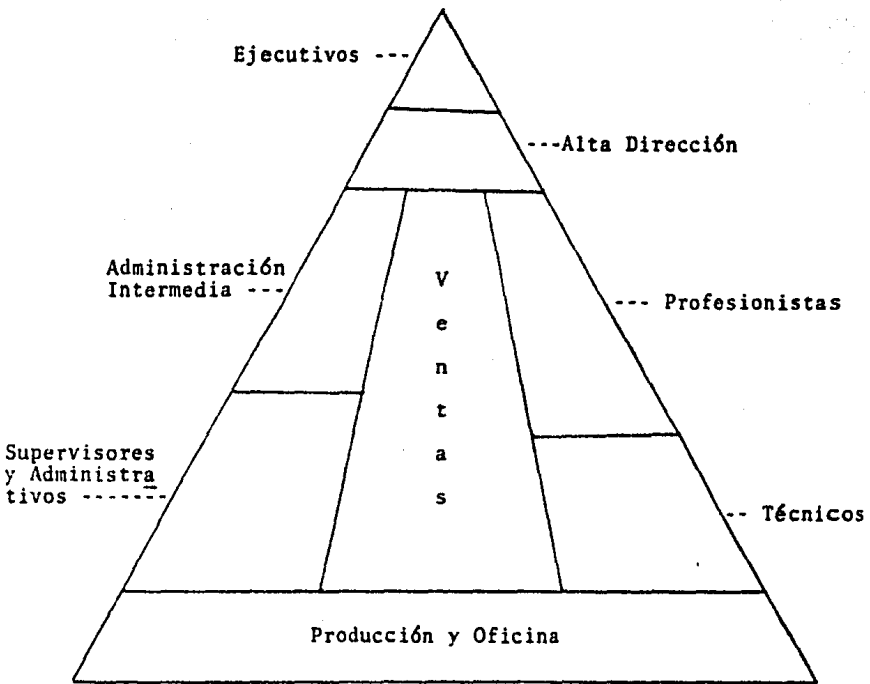 Ejecutivos ---
---Alta Dirección
Administración
Intermedia ---
V
e
n
t
a
s
--- Profesionistas
Supervisores
y Administra
tivos -------
-- Técnicos
Producción y Oficina